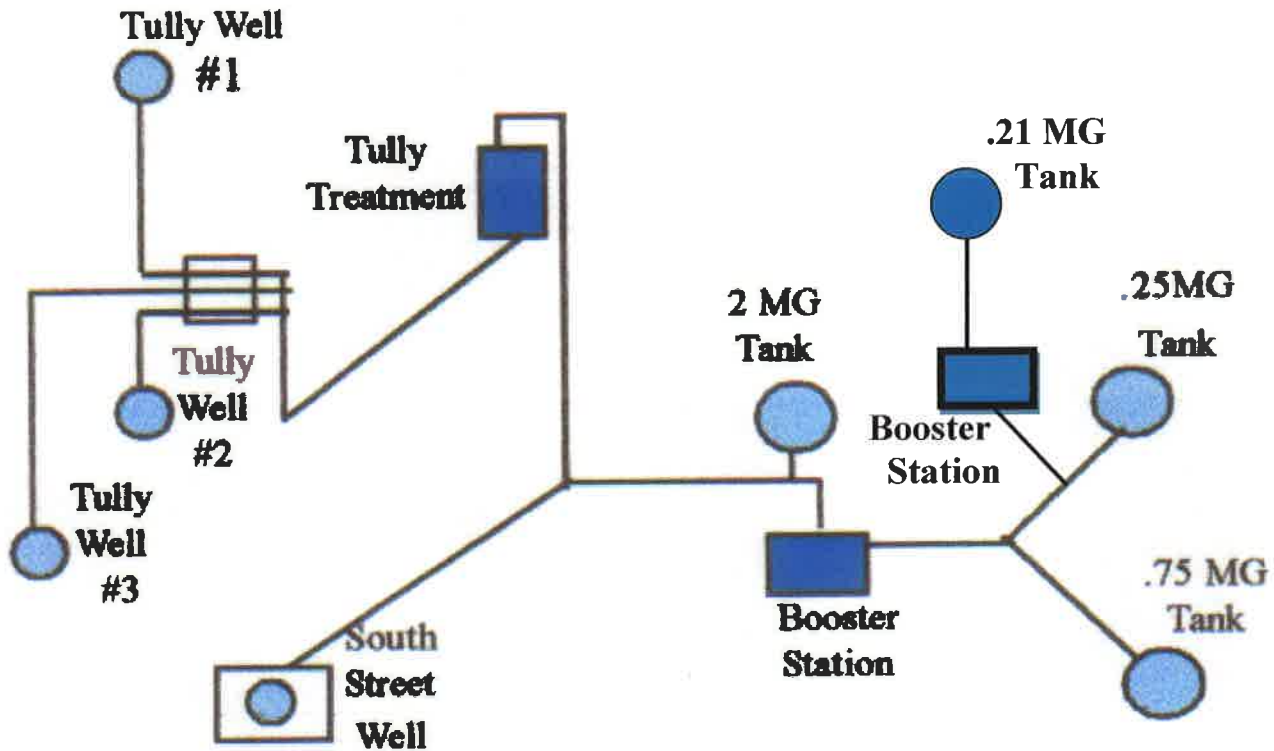 Tully Well
#1
Tully
Treatment
.21 MG
Tank
2 MG
Tank
.25MG
Tank
Tully
Well
#2
Booster
Station
Tully
Well
#3
.75 MG
Tank
Booster
Station
South
Street
Well